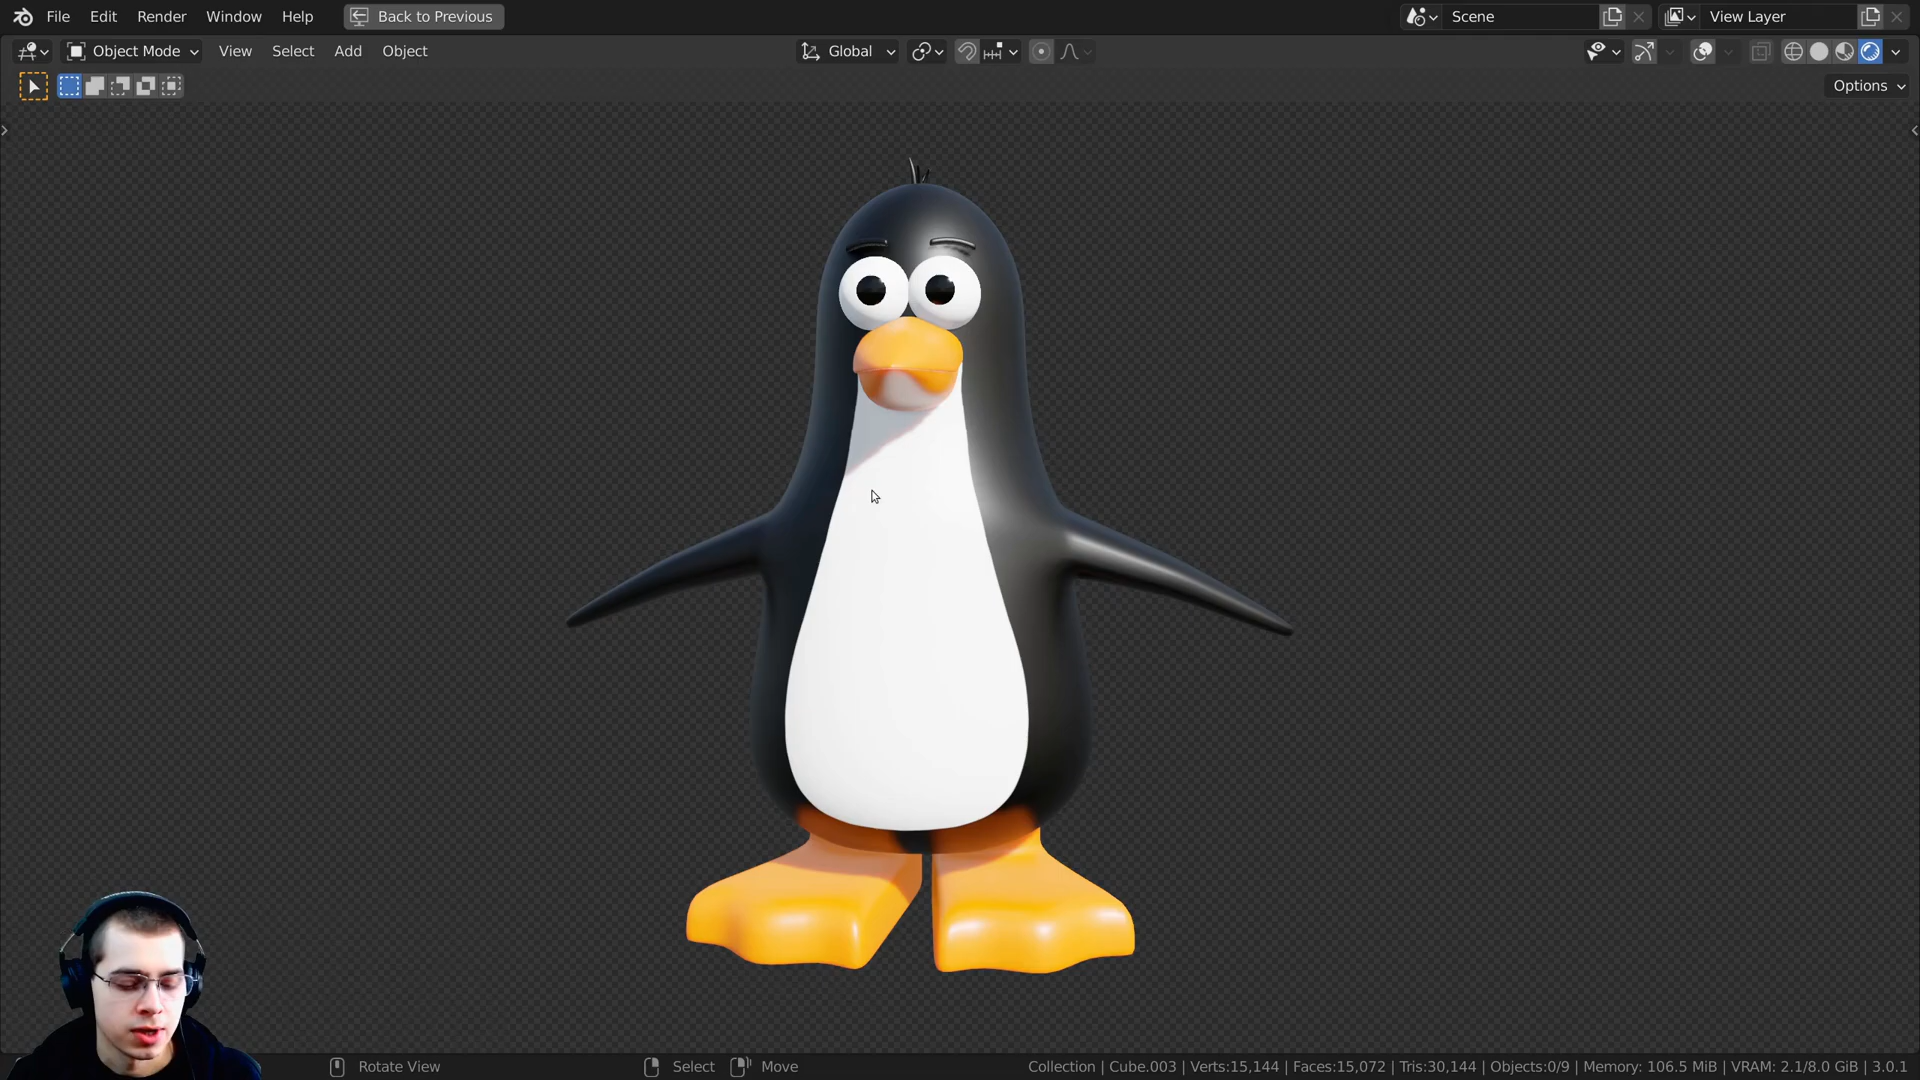 File Edit Render Window Help Back to Previous Scene View Layer
Object Mode View Select Add Object Global
Options
Rotate View Select Move Collection | Cube.003 | Verts:15,144 | Faces:15,072 | Tris:30,144 | Objects:0/9 | Memory: 106.5 MiB | VRAM: 2.1/8.0 GiB | 3.0.1